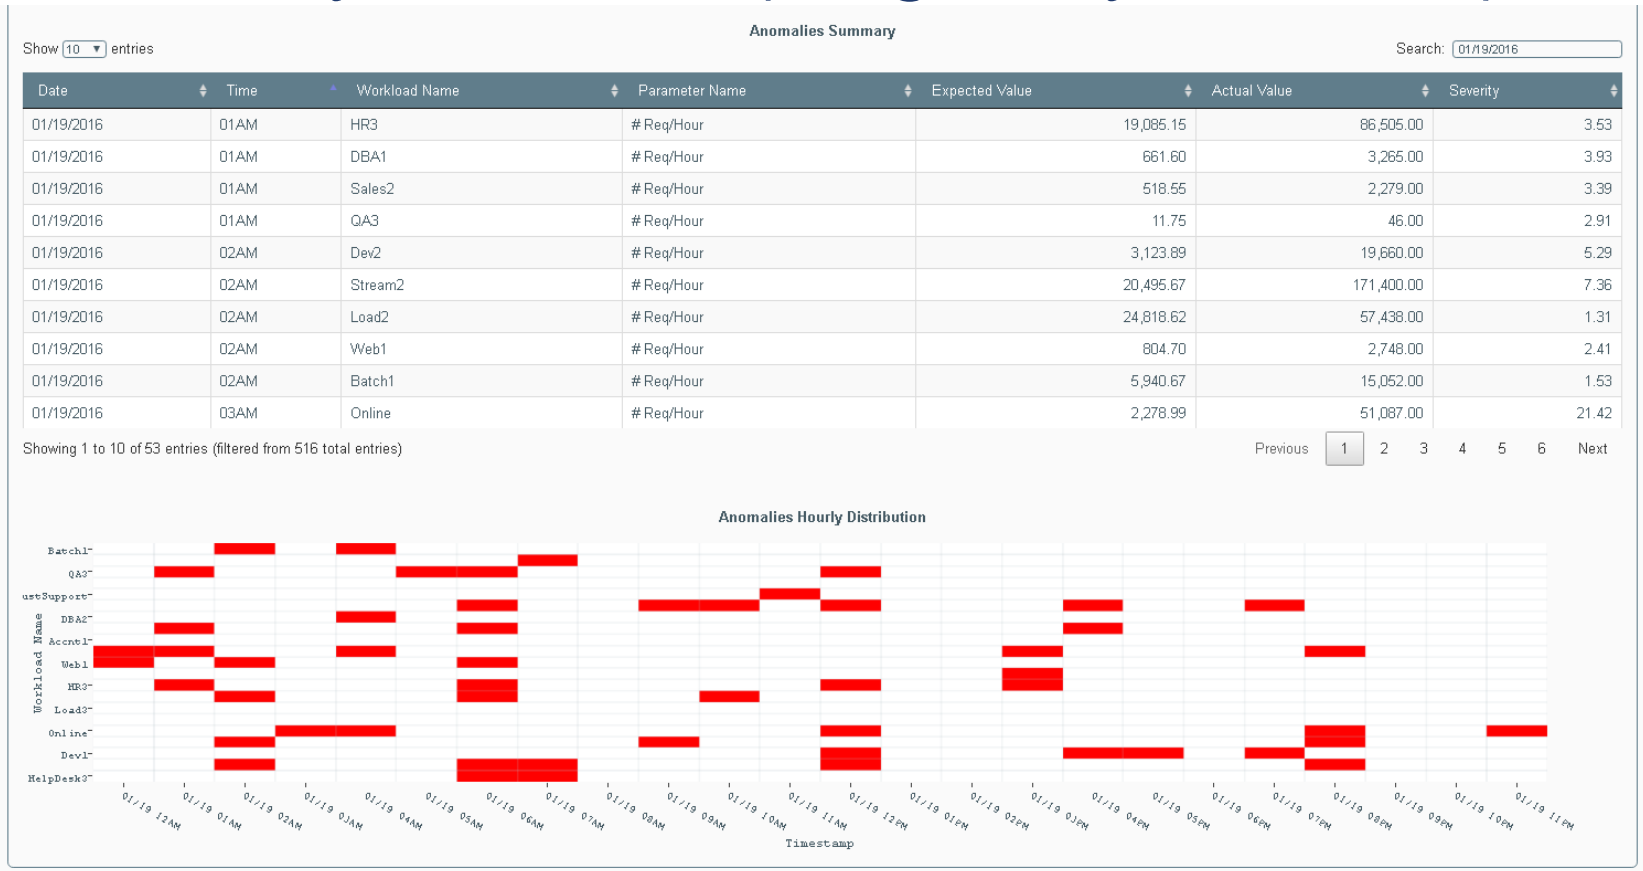 Anomalies Summary
Show 10 entries
Search: 01/19/2016
Date Time Workload Name Parameter Name Expected Value Actual Value Severity
01/19/2016 01AM HR3 # Req/Hour 19,085.15 86,505.00 3.53
01/19/2016 01AM DBA1 # Req/Hour 661.60 3,265.00 3.93
01/19/2016 01AM Sales2 # Req/Hour 518.55 2,279.00 3.39
01/19/2016 01AM QA3 # Req/Hour 11.75 46.00 2.91
01/19/2016 02AM Dev2 # Req/Hour 3,123.89 19,660.00 5.29
01/19/2016 02AM Stream2 # Req/Hour 20,495.67 171,400.00 7.36
01/19/2016 02AM Load2 # Req/Hour 24,818.62 57,438.00 1.31
01/19/2016 02AM Web1 # Req/Hour 804.70 2,748.00 2.41
01/19/2016 02AM Batch1 # Req/Hour 5,940.67 15,052.00 1.53
01/19/2016 03AM Online # Req/Hour 2,278.99 51,087.00 21.42
Showing 1 to 10 of 53 entries (filtered from 516 total entries)
Previous 1 2 3 4 5 6 Next
Anomalies Hourly Distribution
Workload Name
Batch1
QA3
ustSupport
DBA2
Accnt1
Web1
HR3
Load3
Online
Dev1
HelpDesk3
01/19 12AM 01/19 01AM 01/19 02AM 01/19 03AM 01/19 04AM 01/19 05AM 01/19 06AM 01/19 07AM 01/19 08AM 01/19 09AM 01/19 10AM 01/19 11AM 01/19 12PM 01/19 01PM 01/19 02PM 01/19 03PM 01/19 04PM 01/19 05PM 01/19 06PM 01/19 07PM 01/19 08PM 01/19 09PM 01/19 10PM 01/19 11PM
Timestamp